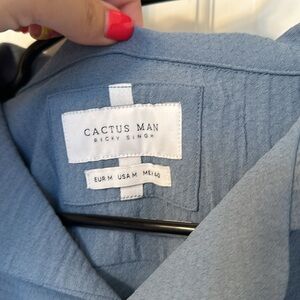 CACTUS MAN
RICKY SINGH
EUR M USA M MEX 40